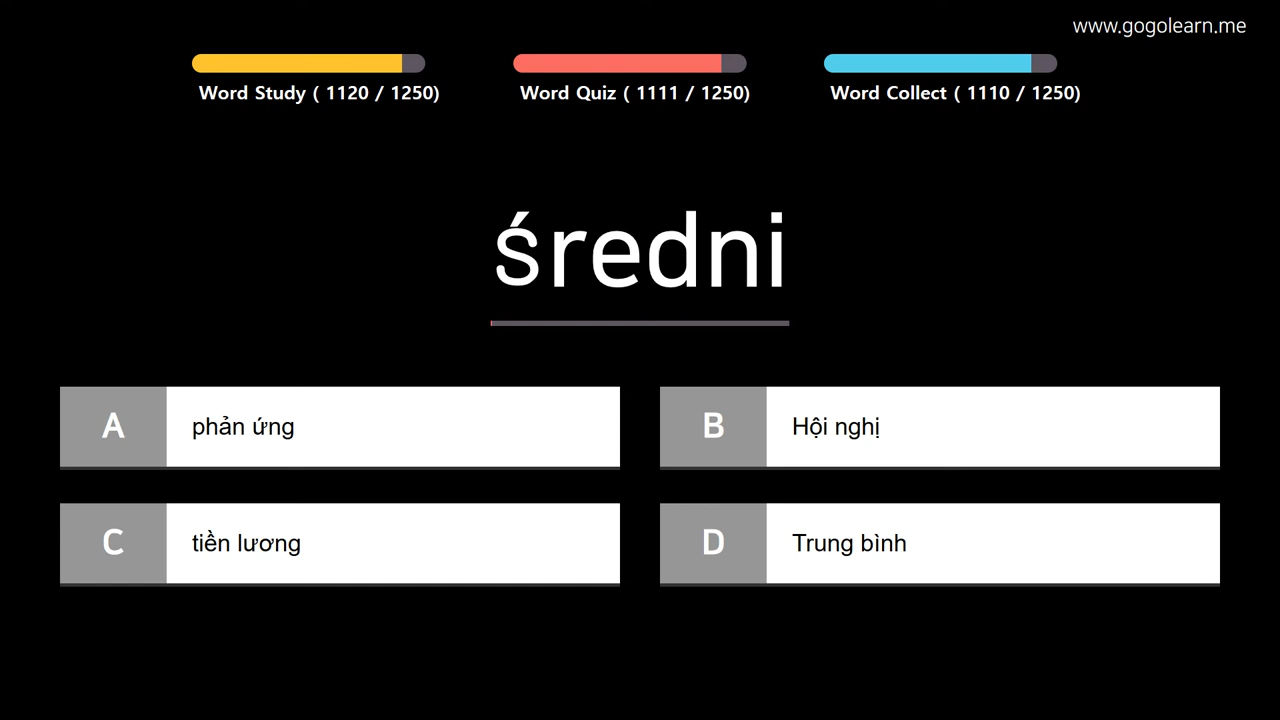 www.gogolearn.me
Word Study ( 1120 / 1250)
Word Quiz ( 1111 / 1250)
Word Collect ( 1110 / 1250)
średni
A
phản ứng
B
Hội nghị
C
tiền lương
D
Trung bình